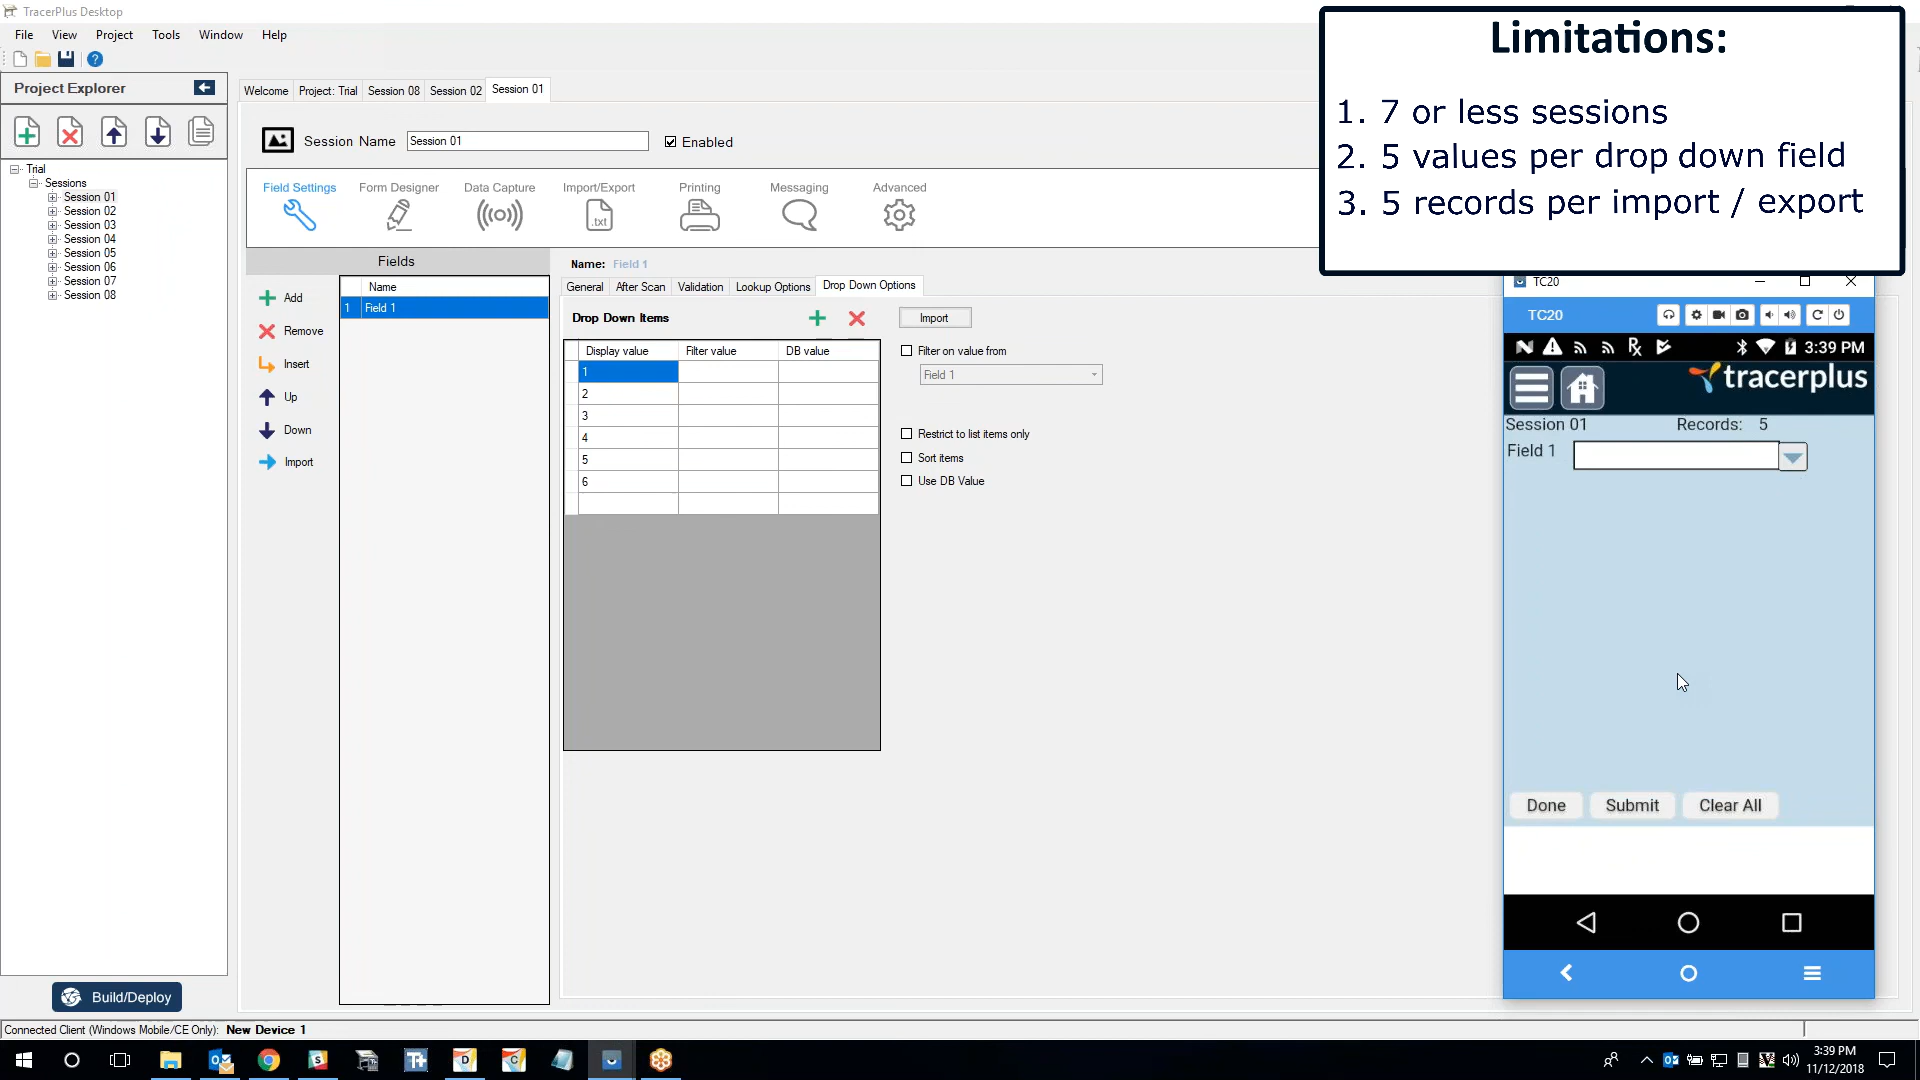 TracerPlus Desktop
File View Project Tools Window Help
Project Explorer
Trial
Sessions
Session 01
Session 02
Session 03
Session 04
Session 05
Session 06
Session 07
Session 08
Build/Deploy
Welcome Project: Trial Session 08 Session 02 Session 01
Session Name Session 01 Enabled
Field Settings Form Designer Data Capture Import/Export Printing Messaging Advanced
.txt
Fields
Add
Remove
Insert
Up
Down
Import
Name
1 Field 1
Name: Field 1
General After Scan Validation Lookup Options Drop Down Options
Drop Down Items
Import
Display value Filter value DB value
1
2
3
4
5
6
Filter on value from
Field 1
Restrict to list items only
Sort items
Use DB Value
Limitations:
1. 7 or less sessions
2. 5 values per drop down field
3. 5 records per import / export
TC20
TC20
3:39 PM
tracerplus
Session 01 Records: 5
Field 1
Done Submit Clear All
Connected Client (Windows Mobile/CE Only): New Device 1
3:39 PM
11/12/2018